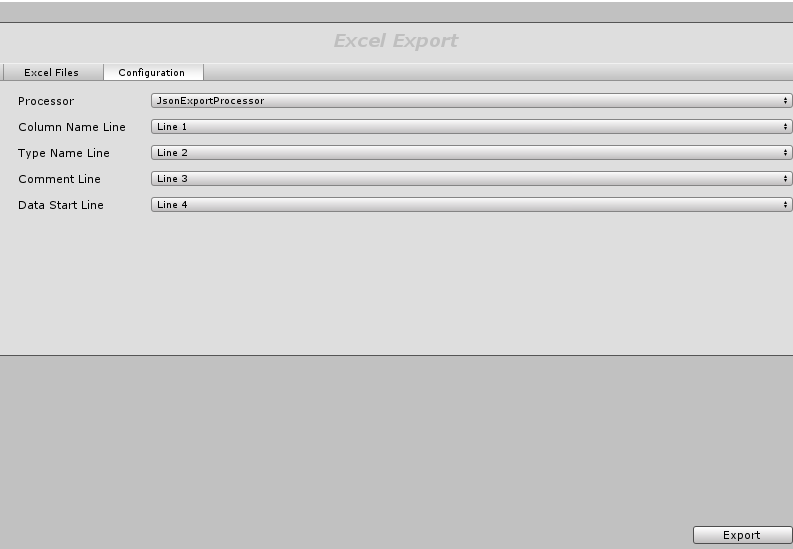 Excel Export
Excel Files Configuration
Processor JsonExportProcessor
Column Name Line Line 1
Type Name Line Line 2
Comment Line Line 3
Data Start Line Line 4
Export